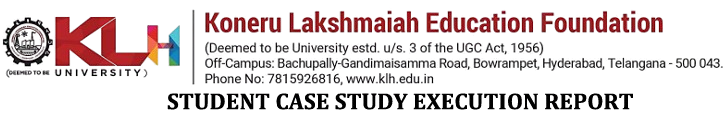 KLH
(DEEMED TO BE UNIVERSITY)
Koneru Lakshmaiah Education Foundation
(Deemed to be University estd. u/s. 3 of the UGC Act, 1956)
Off-Campus: Bachupally-Gandimaisamma Road, Bowrampet, Hyderabad, Telangana - 500 043.
Phone No: 7815926816, www.klh.edu.in
STUDENT CASE STUDY EXECUTION REPORT